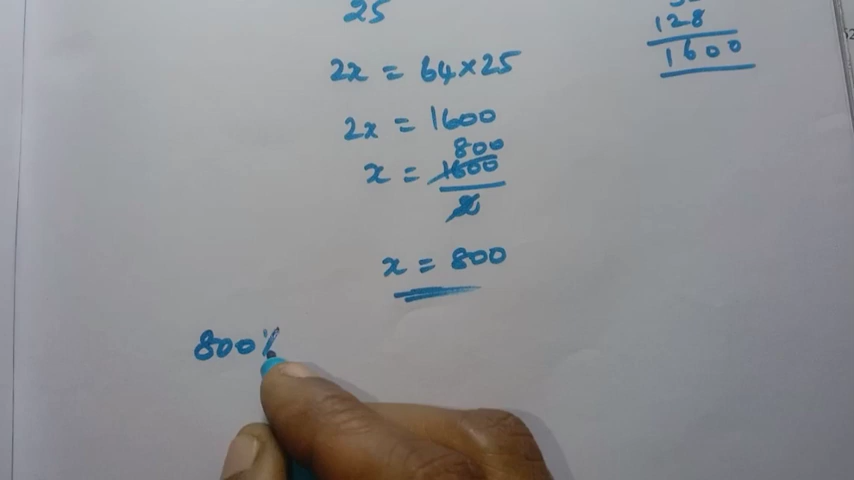 25
2x = 64×25
2x = 1600
800
x = 1600
2
x = 800
800%
128
1600